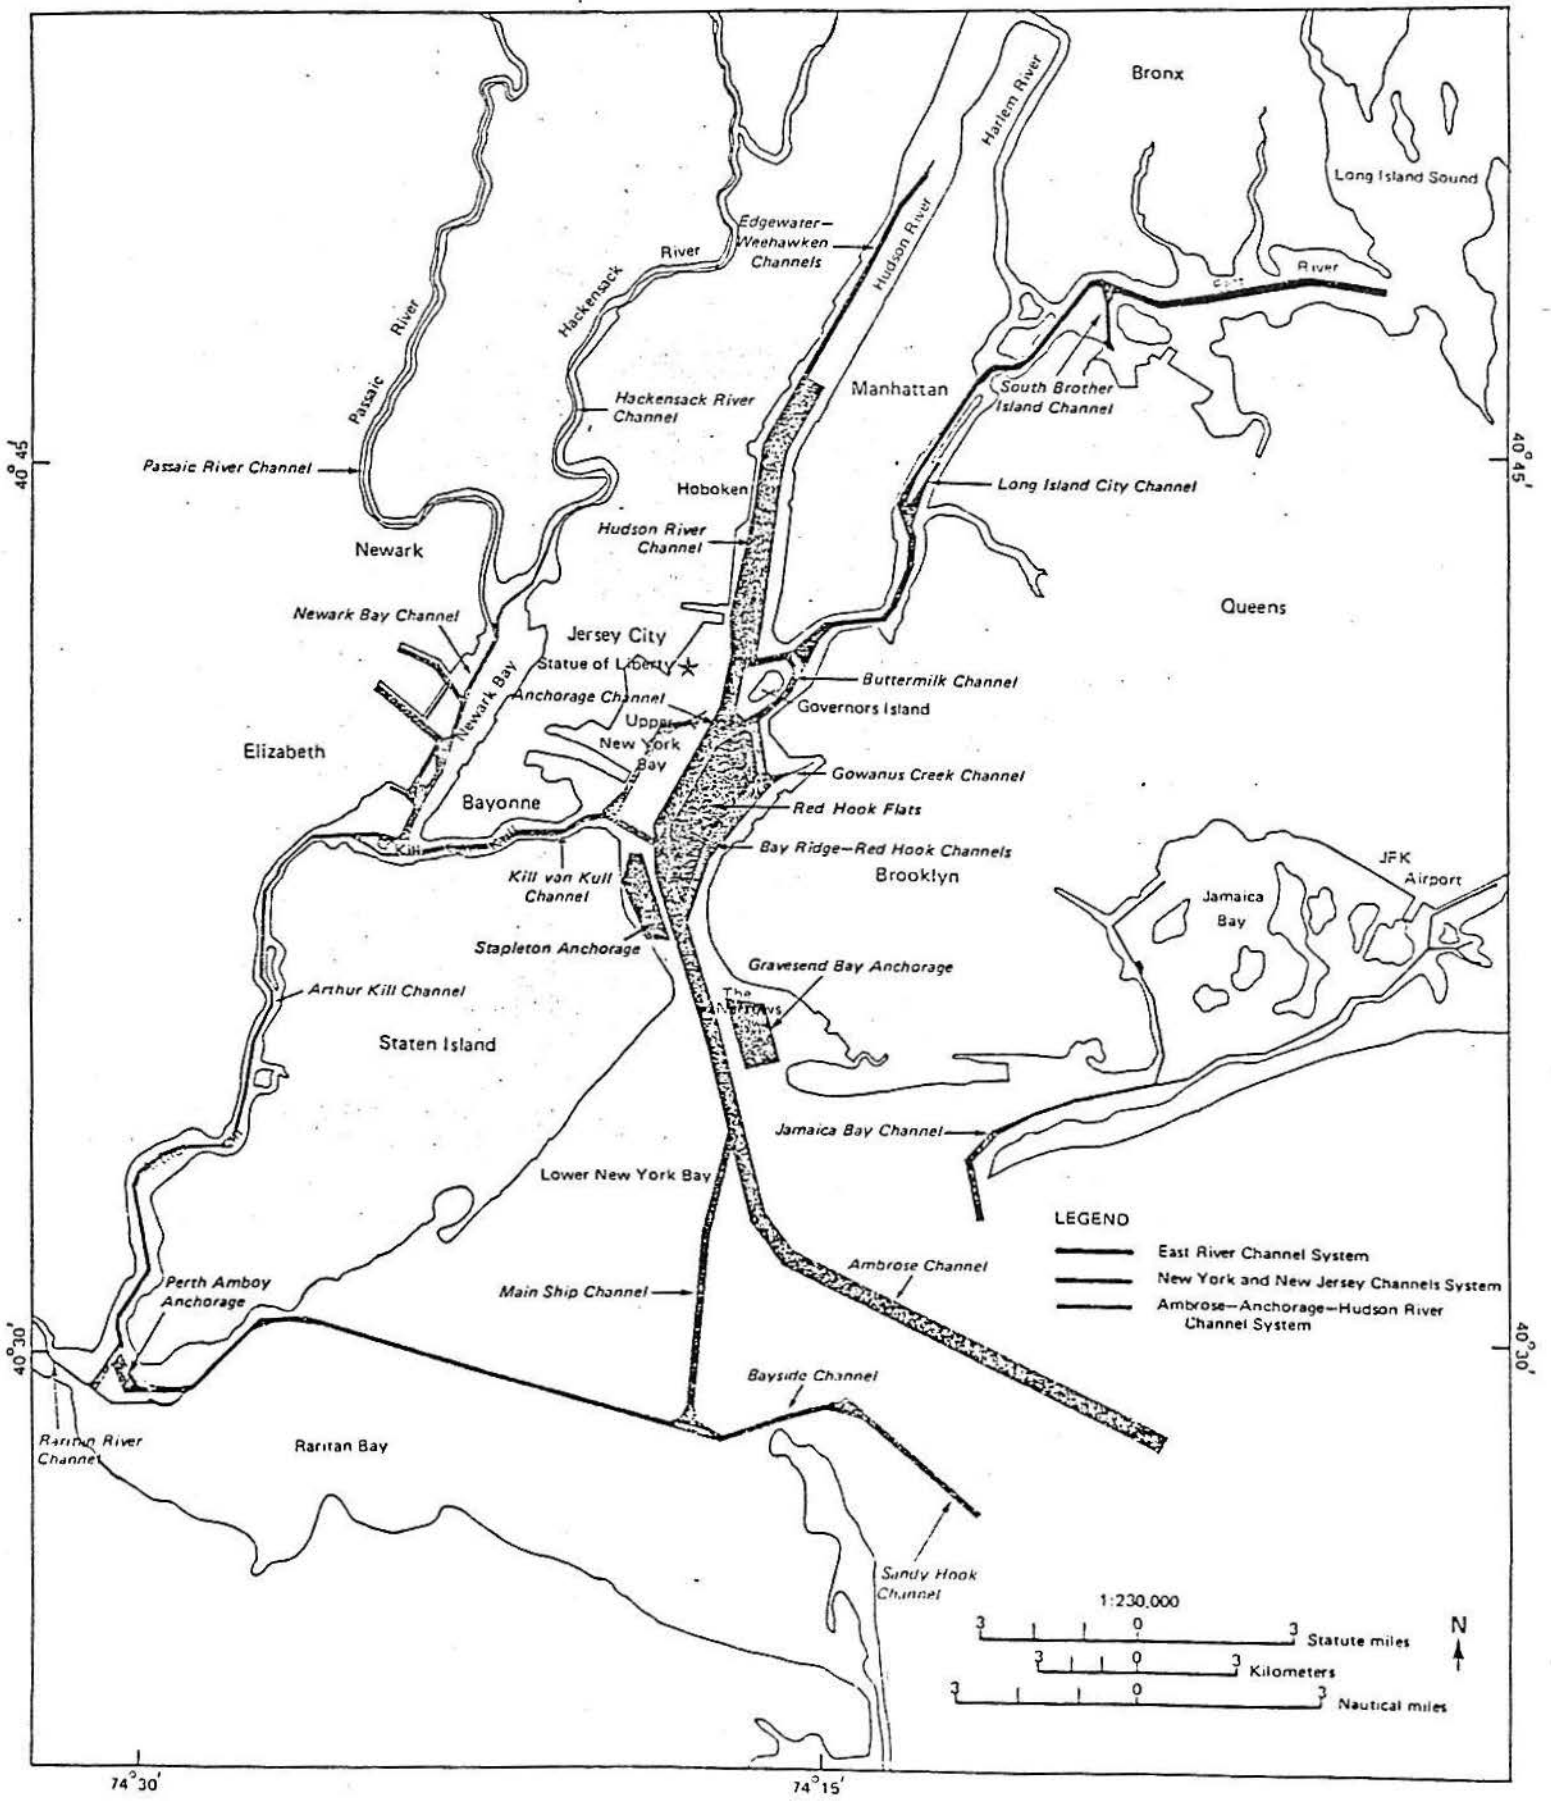 Bronx
Harlem River
Long Island Sound
Edgewater—
Weehawken
Channels
Hudson River
River
Hackensack
River
River
Passaic
Manhattan
South Brother
Island Channel
Hackensack River
Channel
40°45'
40°45'
Passaic River Channel
Hoboken
Long Island City Channel
Hudson River
Channel
Newark
Queens
Newark Bay Channel
Jersey City
Statue of Liberty
Newark Bay
Buttermilk Channel
Anchorage Channel
Governors Island
Upper
New York
Bay
Elizabeth
Gowanus Creek Channel
Bayonne
Red Hook Flats
Kill
Kull
Bay Ridge—Red Hook Channels
Kill van Kull
Channel
Brooklyn
JFK
Airport
Jamaica
Bay
Stapleton Anchorage
Gravesend Bay Anchorage
Arthur Kill Channel
The
Narrows
Staten Island
Jamaica Bay Channel
Lower New York Bay
LEGEND
East River Channel System
New York and New Jersey Channels System
Ambrose—Anchorage—Hudson River
Channel System
Ambrose Channel
Perth Amboy
Anchorage
Main Ship Channel
40°30'
40°30'
Bayside Channel
Raritan River
Channel
Raritan Bay
Sandy Hook
Channel
1:230,000
3 0 3 Statute miles
3 0 3 Kilometers
3 0 3 Nautical miles
N
74°30'
74°15'